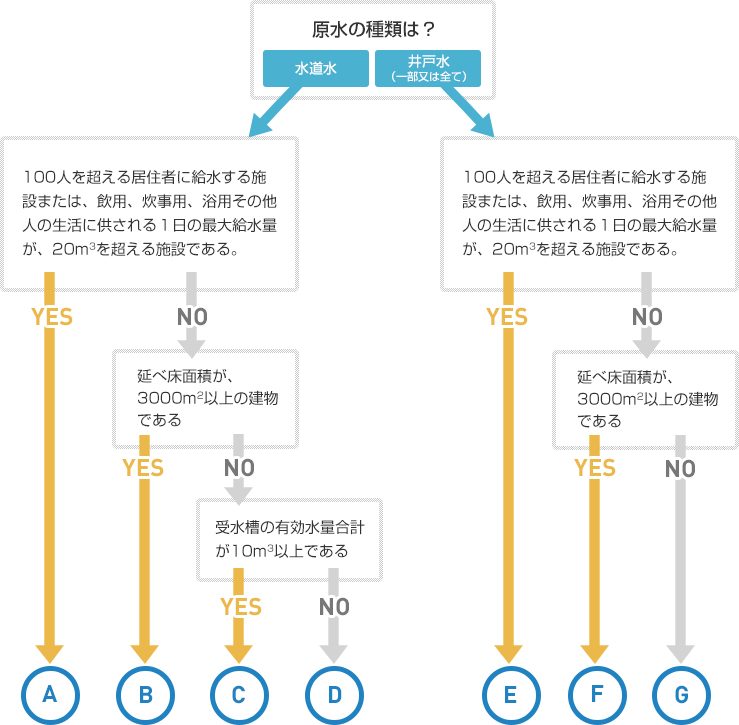 原水の種類は？
水道水
井戸水
（一部又は全て）
100人を超える居住者に給水する施
設または、飲用、炊事用、浴用その他
人の生活に供される１日の最大給水量
が、20m³を超える施設である。
YES
NO
延べ床面積が、
3000m²以上の建物
である
YES
NO
受水槽の有効水量合計
が10m³以上である
YES
NO
A
B
C
D
100人を超える居住者に給水する施
設または、飲用、炊事用、浴用その他
人の生活に供される１日の最大給水量
が、20m³を超える施設である。
YES
NO
延べ床面積が、
3000m²以上の建物
である
YES
NO
E
F
G